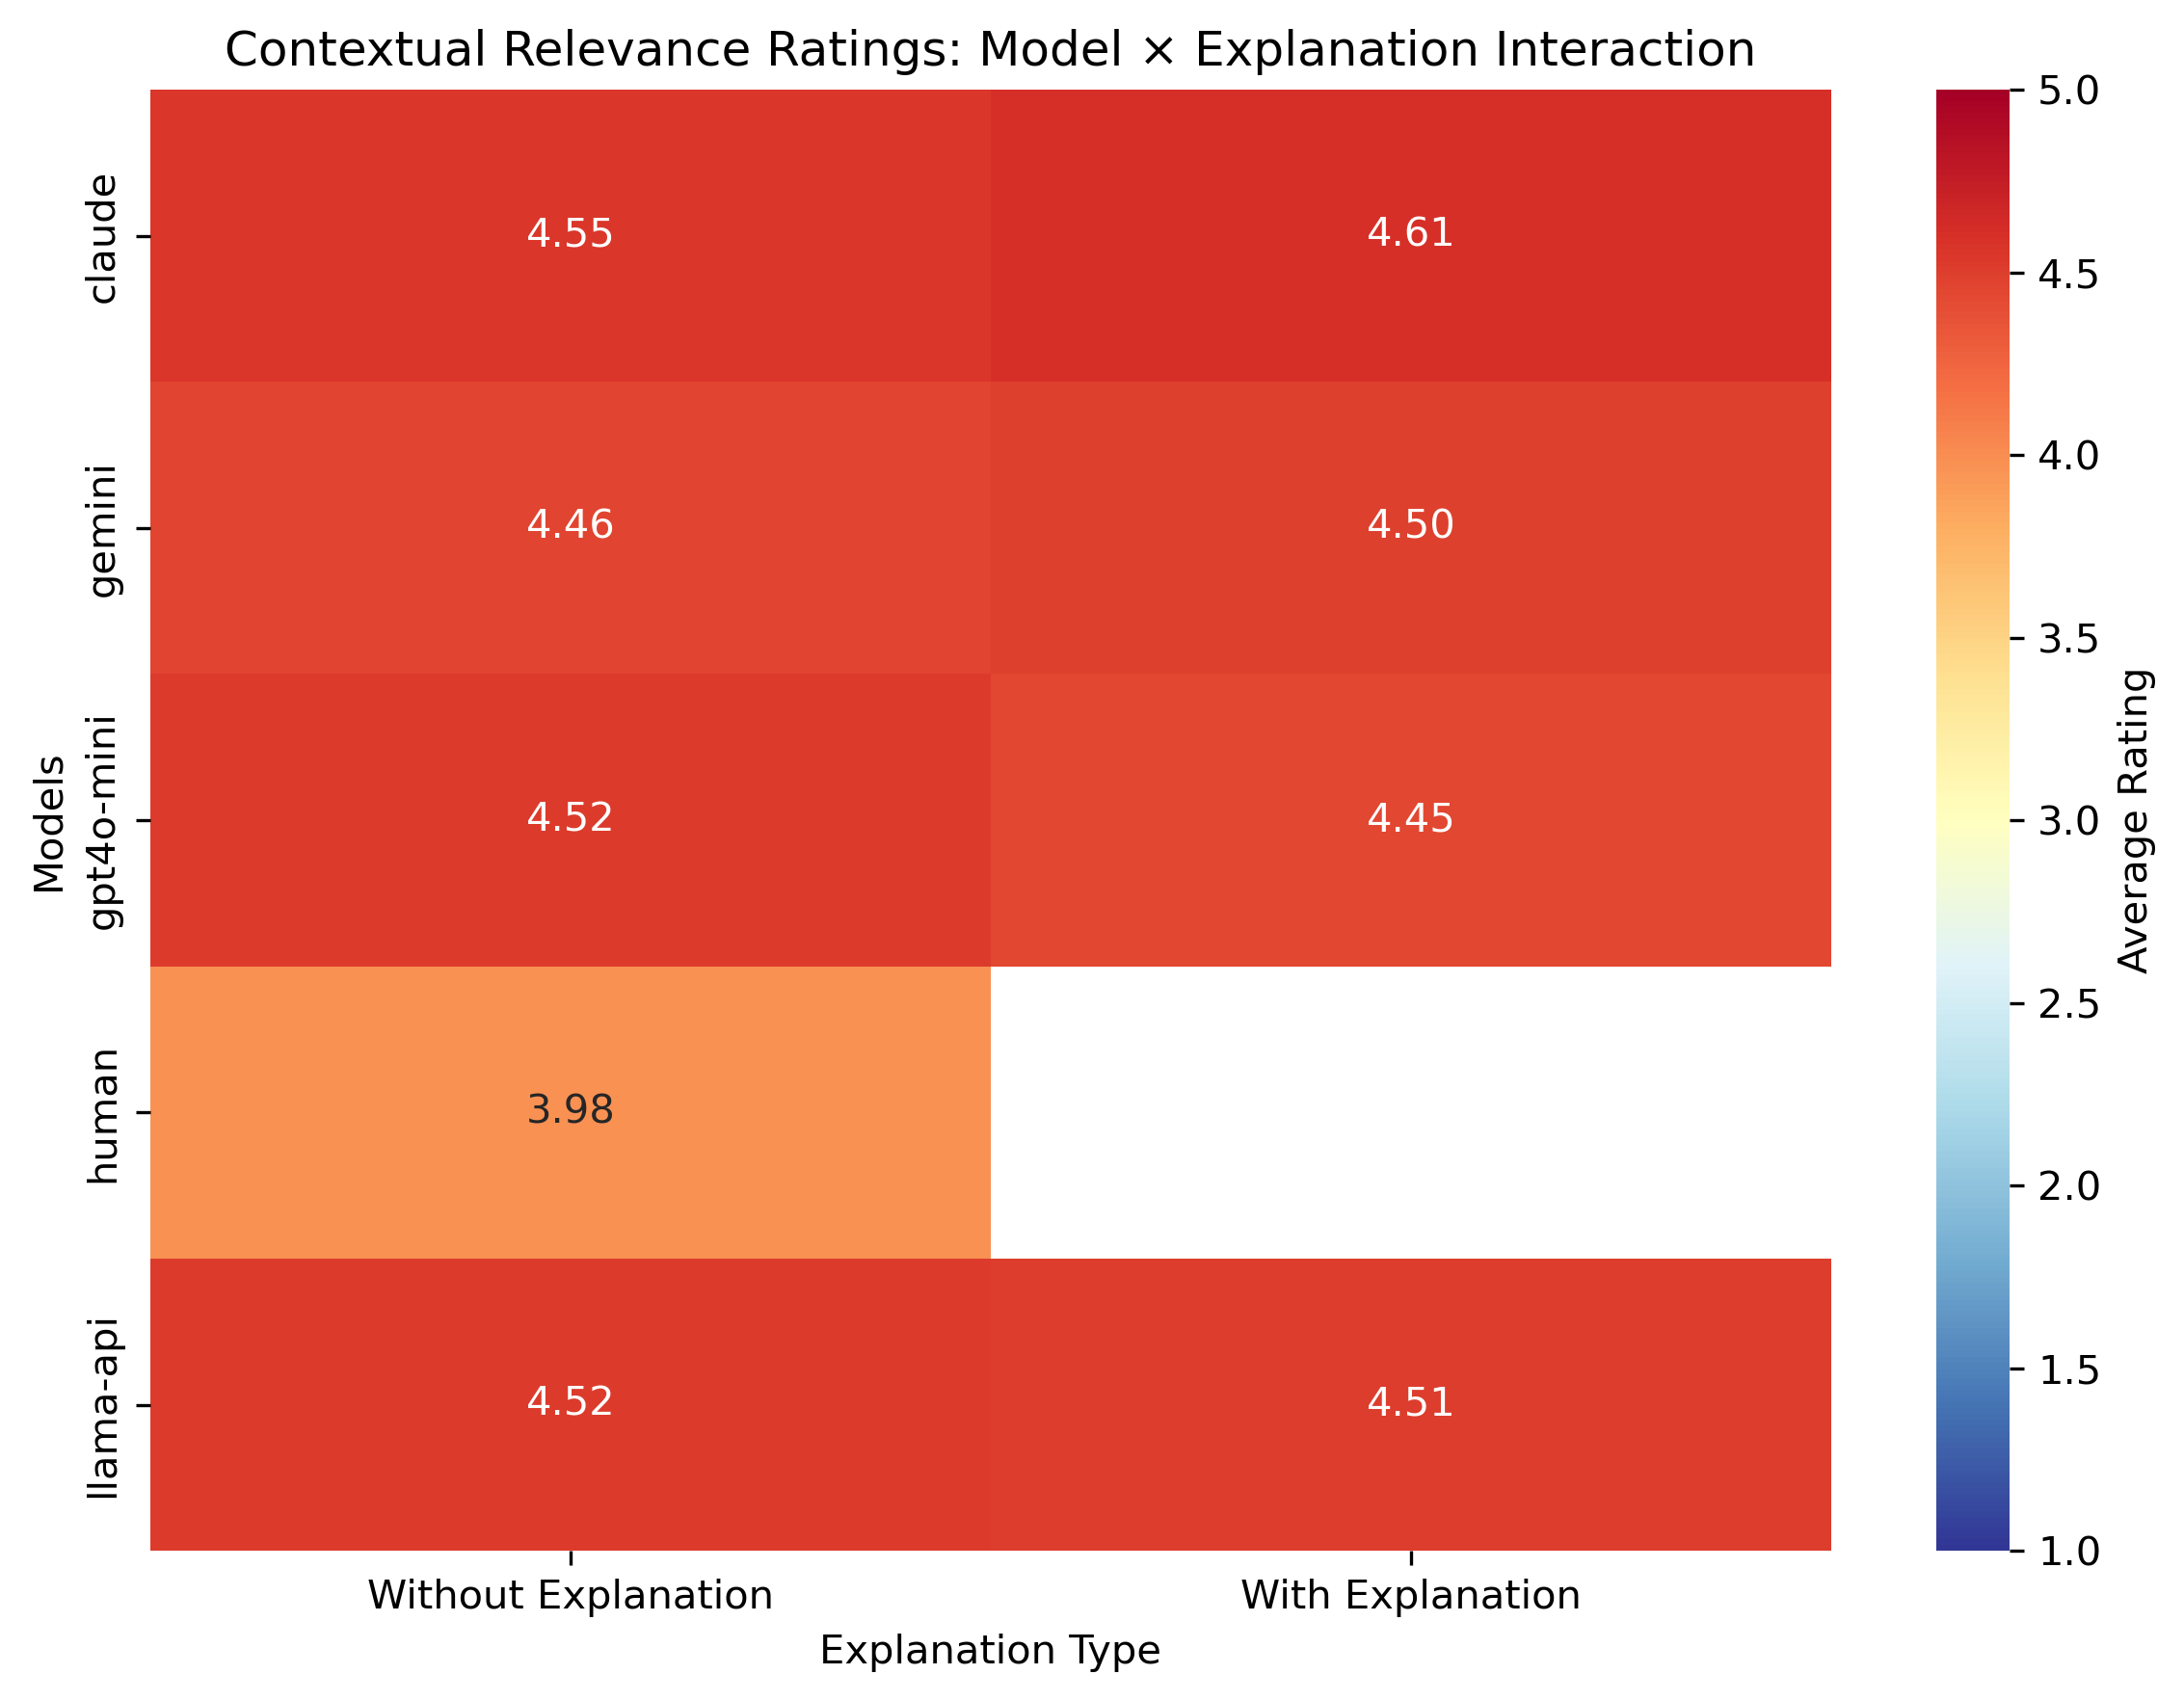 Contextual Relevance Ratings: Model × Explanation Interaction
Models
claude
4.55
4.61
gemini
4.46
4.50
gpt4o-mini
4.52
4.45
human
3.98
llama-api
4.52
4.51
Without Explanation
With Explanation
Explanation Type
5.0
4.5
4.0
3.5
3.0
2.5
2.0
1.5
1.0
Average Rating